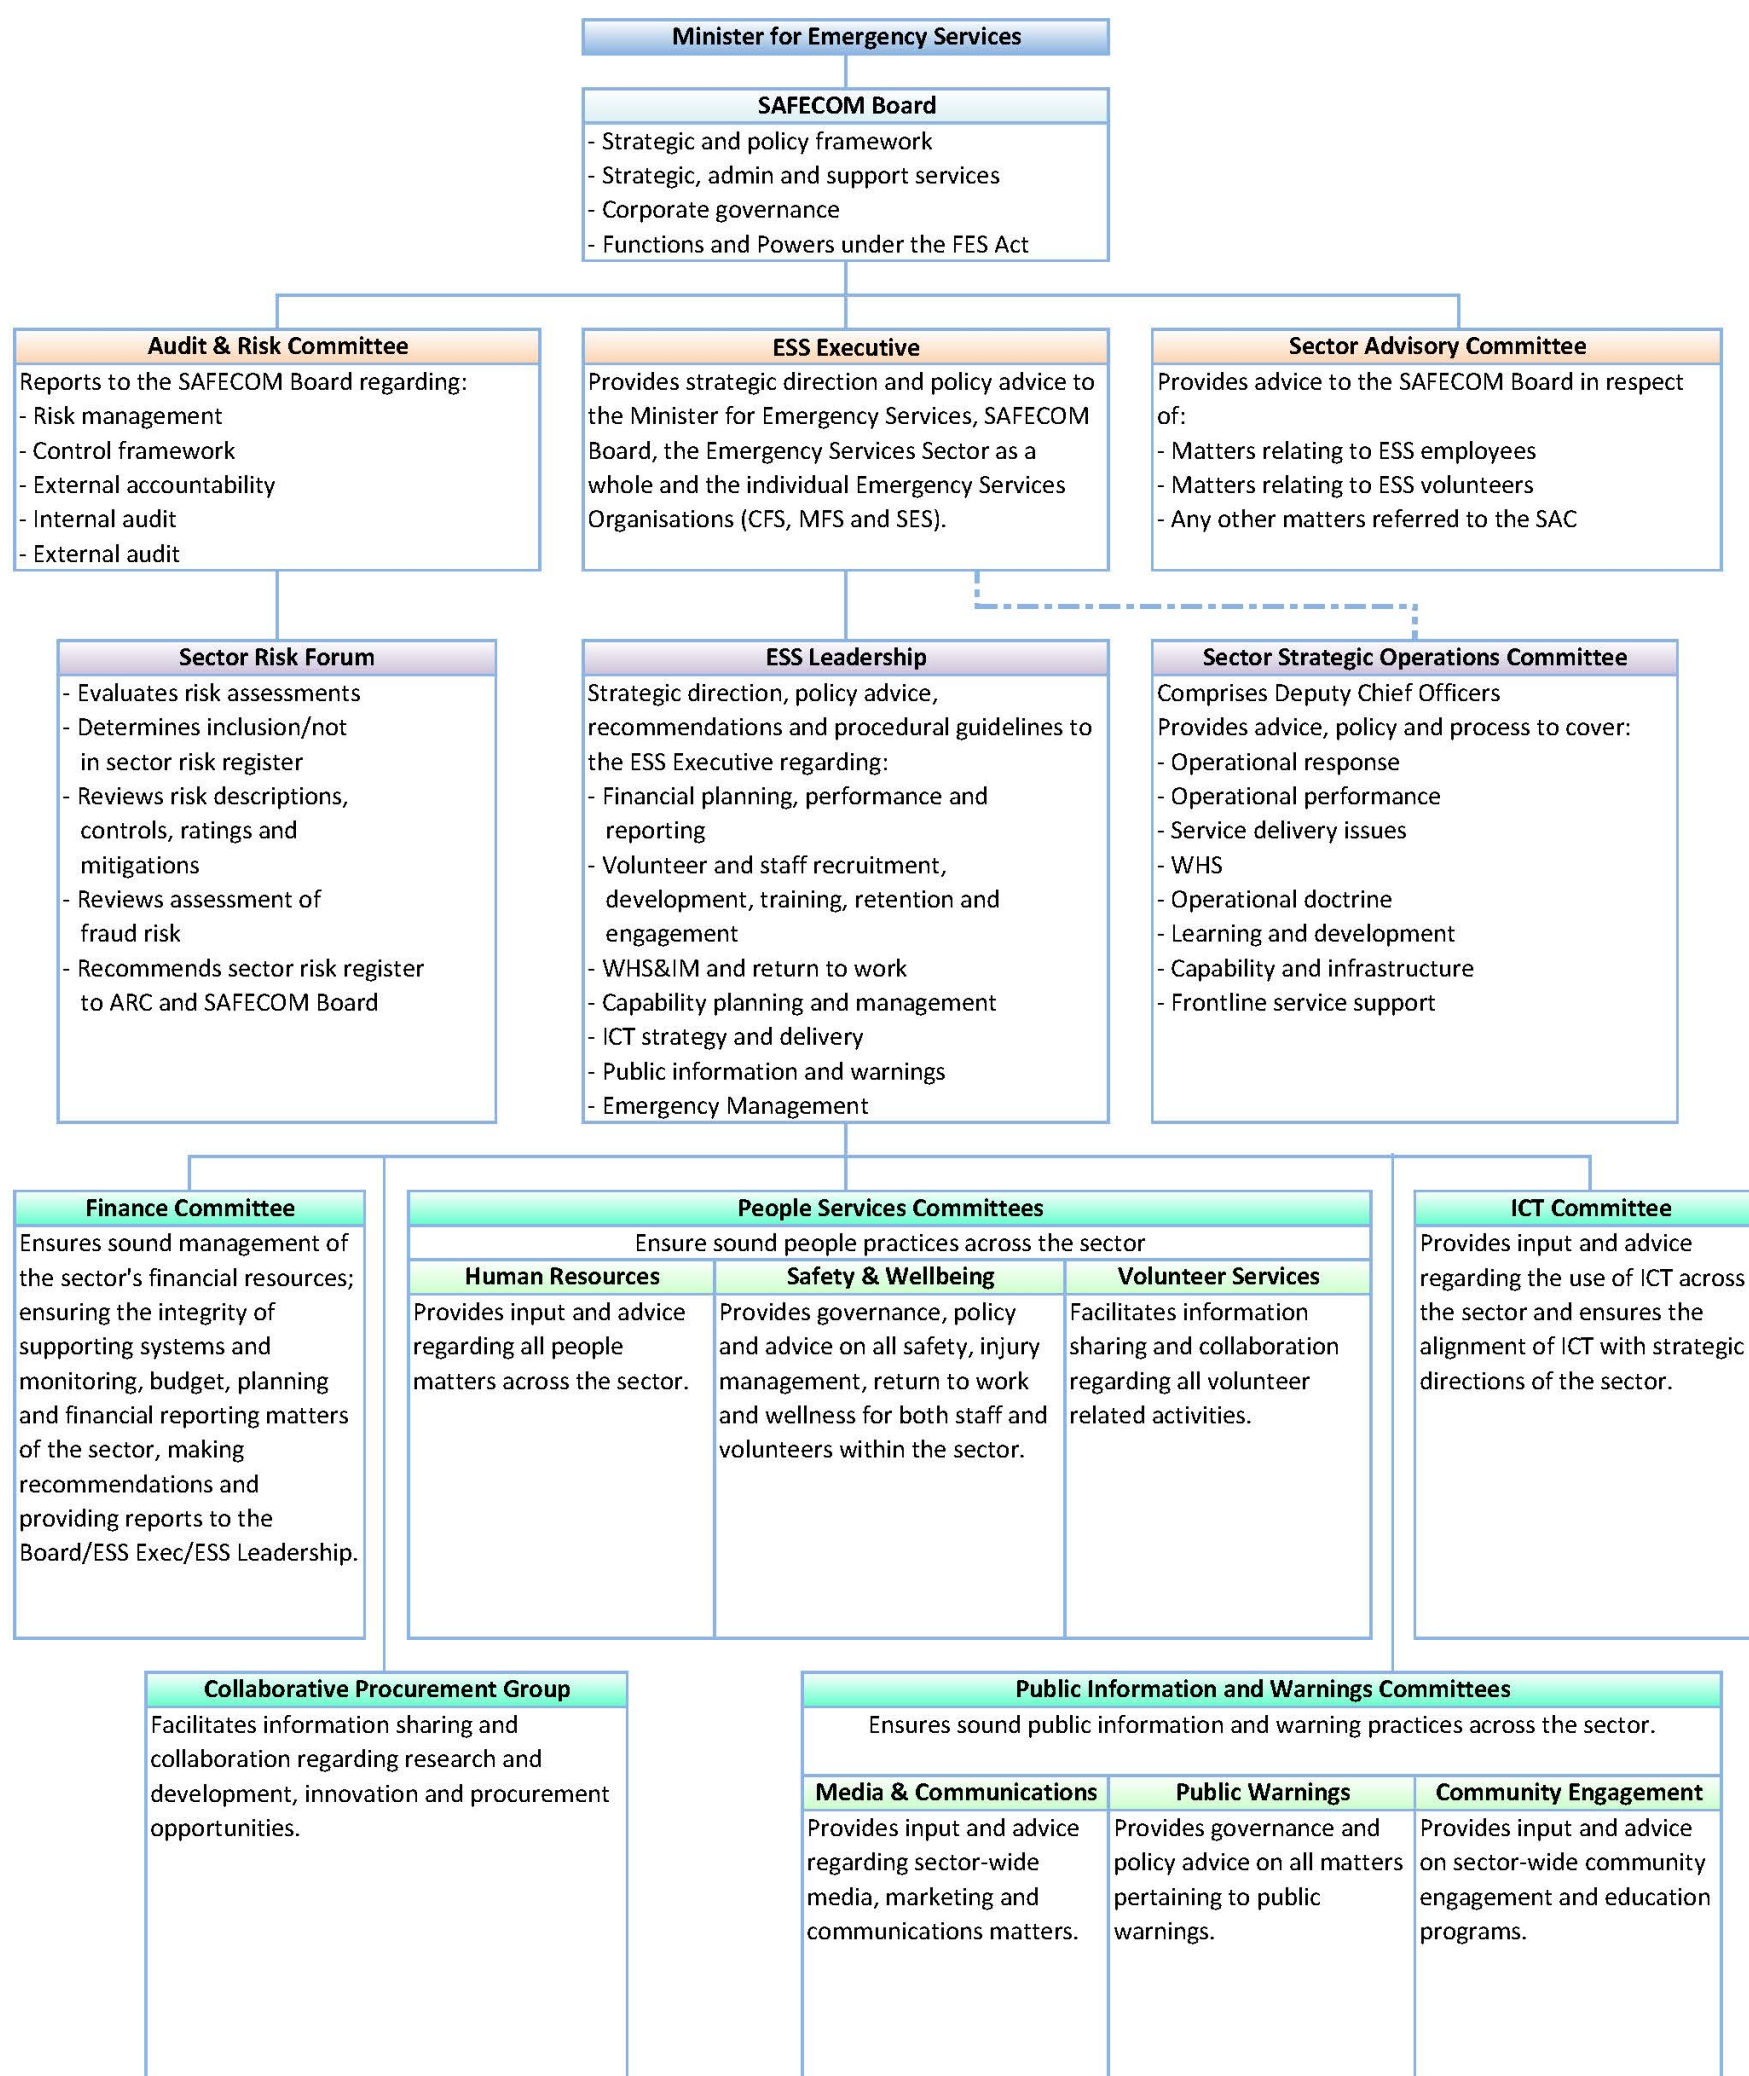 Minister for Emergency Services
SAFECOM Board
- Strategic and policy framework
- Strategic, admin and support services
- Corporate governance
- Functions and Powers under the FES Act
Audit & Risk Committee
Reports to the SAFECOM Board regarding:
- Risk management
- Control framework
- External accountability
- Internal audit
- External audit
ESS Executive
Provides strategic direction and policy advice to
the Minister for Emergency Services, SAFECOM
Board, the Emergency Services Sector as a
whole and the individual Emergency Services
Organisations (CFS, MFS and SES).
Sector Advisory Committee
Provides advice to the SAFECOM Board in respect
of:
- Matters relating to ESS employees
- Matters relating to ESS volunteers
- Any other matters referred to the SAC
Sector Risk Forum
- Evaluates risk assessments
- Determines inclusion/not
in sector risk register
- Reviews risk descriptions,
controls, ratings and
mitigations
- Reviews assessment of
fraud risk
- Recommends sector risk register
to ARC and SAFECOM Board
ESS Leadership
Strategic direction, policy advice,
recommendations and procedural guidelines to
the ESS Executive regarding:
- Financial planning, performance and
reporting
- Volunteer and staff recruitment,
development, training, retention and
engagement
- WHS&IM and return to work
- Capability planning and management
- ICT strategy and delivery
- Public information and warnings
- Emergency Management
Sector Strategic Operations Committee
Comprises Deputy Chief Officers
Provides advice, policy and process to cover:
- Operational response
- Operational performance
- Service delivery issues
- WHS
- Operational doctrine
- Learning and development
- Capability and infrastructure
- Frontline service support
Finance Committee
Ensures sound management of
the sector's financial resources;
ensuring the integrity of
supporting systems and
monitoring, budget, planning
and financial reporting matters
of the sector, making
recommendations and
providing reports to the
Board/ESS Exec/ESS Leadership.
People Services Committees
Ensure sound people practices across the sector
Human Resources
Provides input and advice
regarding all people
matters across the sector.
Safety & Wellbeing
Provides governance, policy
and advice on all safety, injury
management, return to work
and wellness for both staff and
volunteers within the sector.
Volunteer Services
Facilitates information
sharing and collaboration
regarding all volunteer
related activities.
ICT Committee
Provides input and advice
regarding the use of ICT across
the sector and ensures the
alignment of ICT with strategic
directions of the sector.
Collaborative Procurement Group
Facilitates information sharing and
collaboration regarding research and
development, innovation and procurement
opportunities.
Public Information and Warnings Committees
Ensures sound public information and warning practices across the sector.
Media & Communications
Provides input and advice
regarding sector-wide
media, marketing and
communications matters.
Public Warnings
Provides governance and
policy advice on all matters
pertaining to public
warnings.
Community Engagement
Provides input and advice
on sector-wide community
engagement and education
programs.